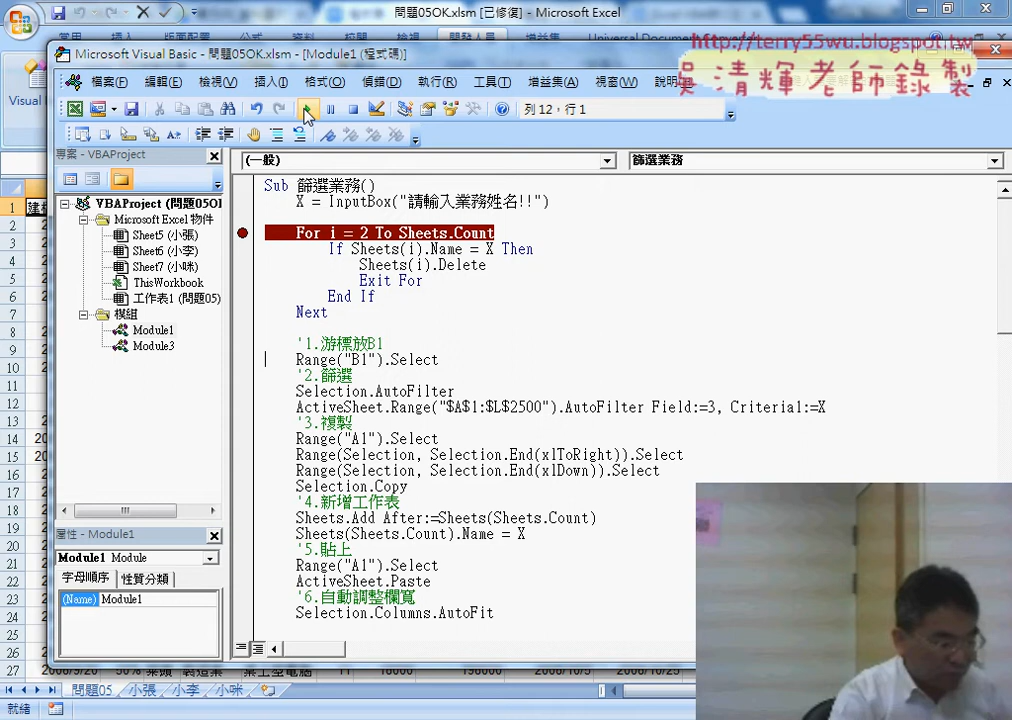 問題05OK.xlsm [已修復] - Microsoft Excel
Microsoft Visual Basic - 問題05OK.xlsm - [Module1 (程式碼)]
http://terry55wu.blogspot.tw
吳清輝老師錄製
檔案(F) 編輯(E) 檢視(V) 插入(I) 格式(O) 偵錯(D) 執行(R) 工具(T) 增益集(A) 視窗(W) 說明
列 12，行 1
專案 - VBAProject
(一般) 篩選業務
VBAProject (問題05O
Microsoft Excel 物件
Sheet5 (小張)
Sheet6 (小李)
Sheet7 (小咪)
ThisWorkbook
工作表1 (問題05)
模組
Module1
Module3
屬性 - Module1
Module1 Module
字母順序 性質分類
(Name) Module1
Sub 篩選業務()
X = InputBox("請輸入業務姓名!!")
For i = 2 To Sheets.Count
If Sheets(i).Name = X Then
Sheets(i).Delete
Exit For
End If
Next
'1.游標放B1
Range("B1").Select
'2.篩選
Selection.AutoFilter
ActiveSheet.Range("$A$1:$L$2500").AutoFilter Field:=3, Criteria1:=X
'3.複製
Range("A1").Select
Range(Selection, Selection.End(xlToRight)).Select
Range(Selection, Selection.End(xlDown)).Select
Selection.Copy
'4.新增工作表
Sheets.Add After:=Sheets(Sheets.Count)
Sheets(Sheets.Count).Name = X
'5.貼上
Range("A1").Select
ActiveSheet.Paste
'6.自動調整欄寬
Selection.Columns.AutoFit
問題05 小張 小李 小咪
就緒